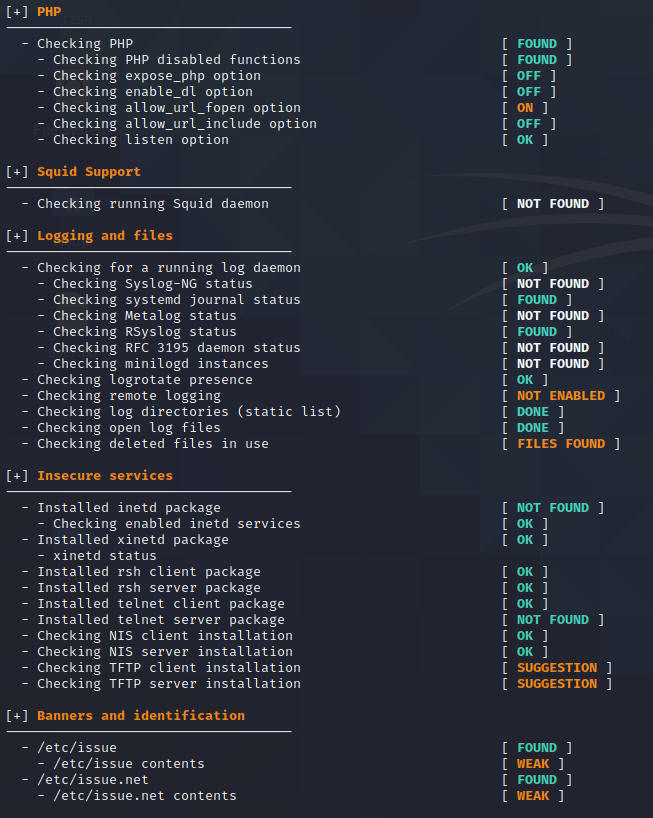 [+] PHP
- Checking PHP [ FOUND ]
- Checking PHP disabled functions [ FOUND ]
- Checking expose_php option [ OFF ]
- Checking enable_dl option [ OFF ]
- Checking allow_url_fopen option [ ON ]
- Checking allow_url_include option [ OFF ]
- Checking listen option [ OK ]
[+] Squid Support
- Checking running Squid daemon [ NOT FOUND ]
[+] Logging and files
- Checking for a running log daemon [ OK ]
- Checking Syslog-NG status [ NOT FOUND ]
- Checking systemd journal status [ FOUND ]
- Checking Metalog status [ NOT FOUND ]
- Checking RSyslog status [ FOUND ]
- Checking RFC 3195 daemon status [ NOT FOUND ]
- Checking minilogd instances [ NOT FOUND ]
- Checking logrotate presence [ OK ]
- Checking remote logging [ NOT ENABLED ]
- Checking log directories (static list) [ DONE ]
- Checking open log files [ DONE ]
- Checking deleted files in use [ FILES FOUND ]
[+] Insecure services
- Installed inetd package [ NOT FOUND ]
- Checking enabled inetd services [ OK ]
- Installed xinetd package [ OK ]
- xinetd status
- Installed rsh client package [ OK ]
- Installed rsh server package [ OK ]
- Installed telnet client package [ OK ]
- Installed telnet server package [ NOT FOUND ]
- Checking NIS client installation [ OK ]
- Checking NIS server installation [ OK ]
- Checking TFTP client installation [ SUGGESTION ]
- Checking TFTP server installation [ SUGGESTION ]
[+] Banners and identification
- /etc/issue [ FOUND ]
- /etc/issue contents [ WEAK ]
- /etc/issue.net [ FOUND ]
- /etc/issue.net contents [ WEAK ]